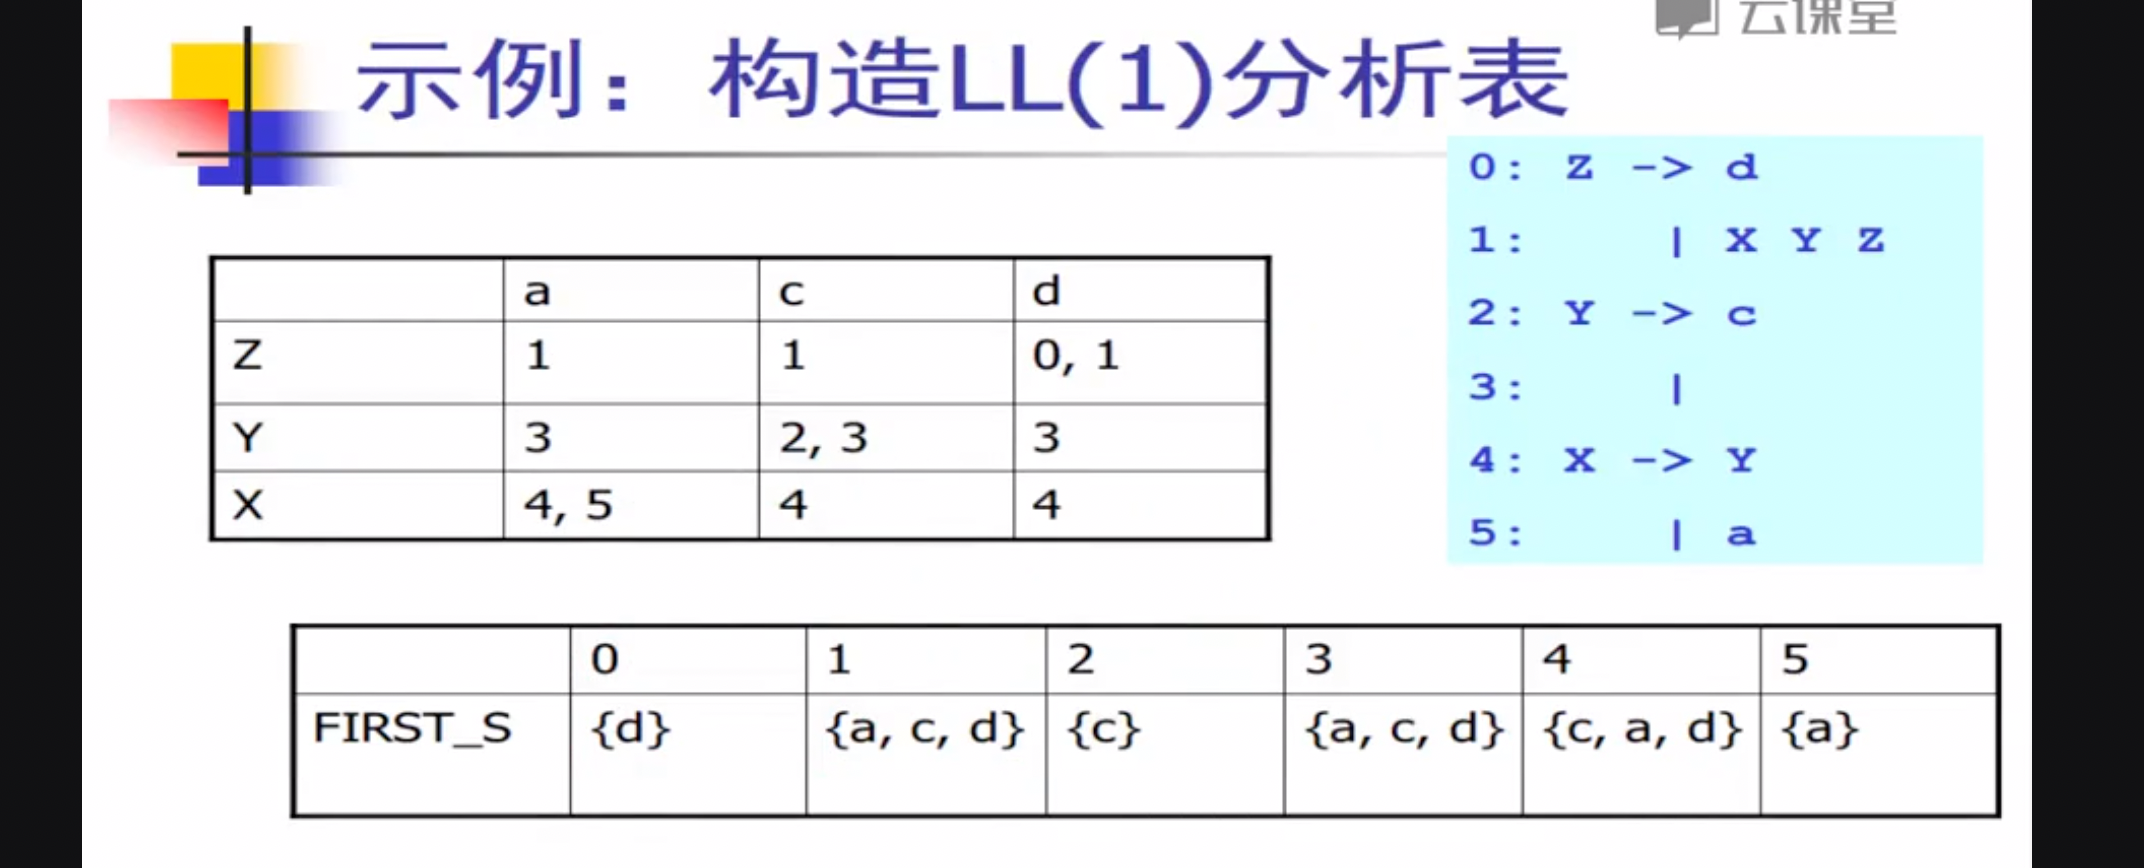 云课堂
示例：构造LL(1)分析表
0: Z -> d
1: | X Y Z
2: Y -> c
3: |
4: X -> Y
5: | a
a c d
Z 1 1 0, 1
Y 3 2, 3 3
X 4, 5 4 4
0 1 2 3 4 5
FIRST_S {d} {a, c, d} {c} {a, c, d} {c, a, d} {a}